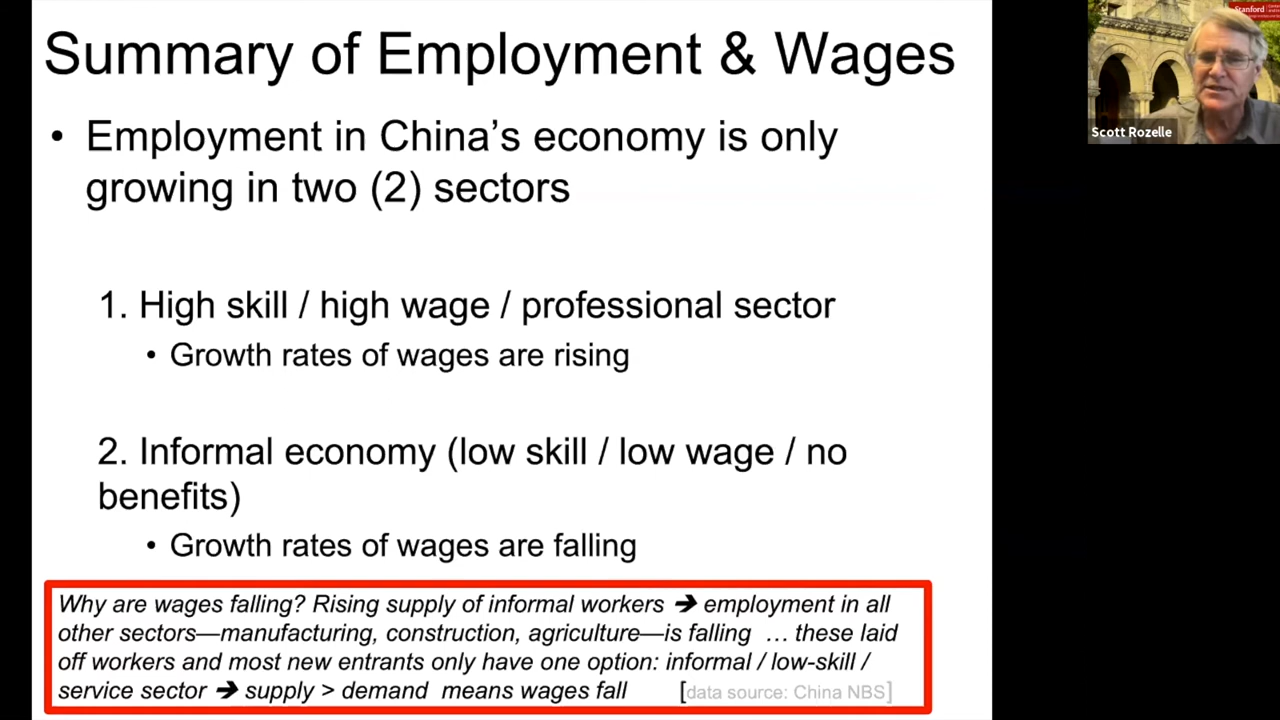 Summary of Employment & Wages
• Employment in China’s economy is only
growing in two (2) sectors
1. High skill / high wage / professional sector
• Growth rates of wages are rising
2. Informal economy (low skill / low wage / no
benefits)
• Growth rates of wages are falling
Why are wages falling? Rising supply of informal workers ➔ employment in all
other sectors—manufacturing, construction, agriculture—is falling … these laid
off workers and most new entrants only have one option: informal / low-skill /
service sector ➔ supply > demand means wages fall [data source: China NBS]
Stanford
Scott Rozelle